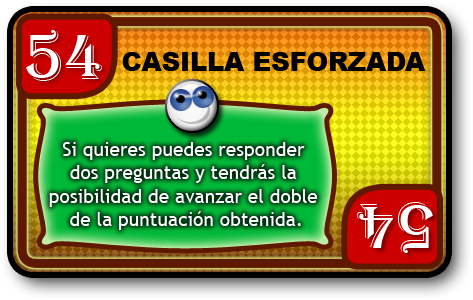 54
CASILLA ESFORZADA
Si quieres puedes responder
dos preguntas y tendrás la
posibilidad de avanzar el doble
de la puntuación obtenida.
54